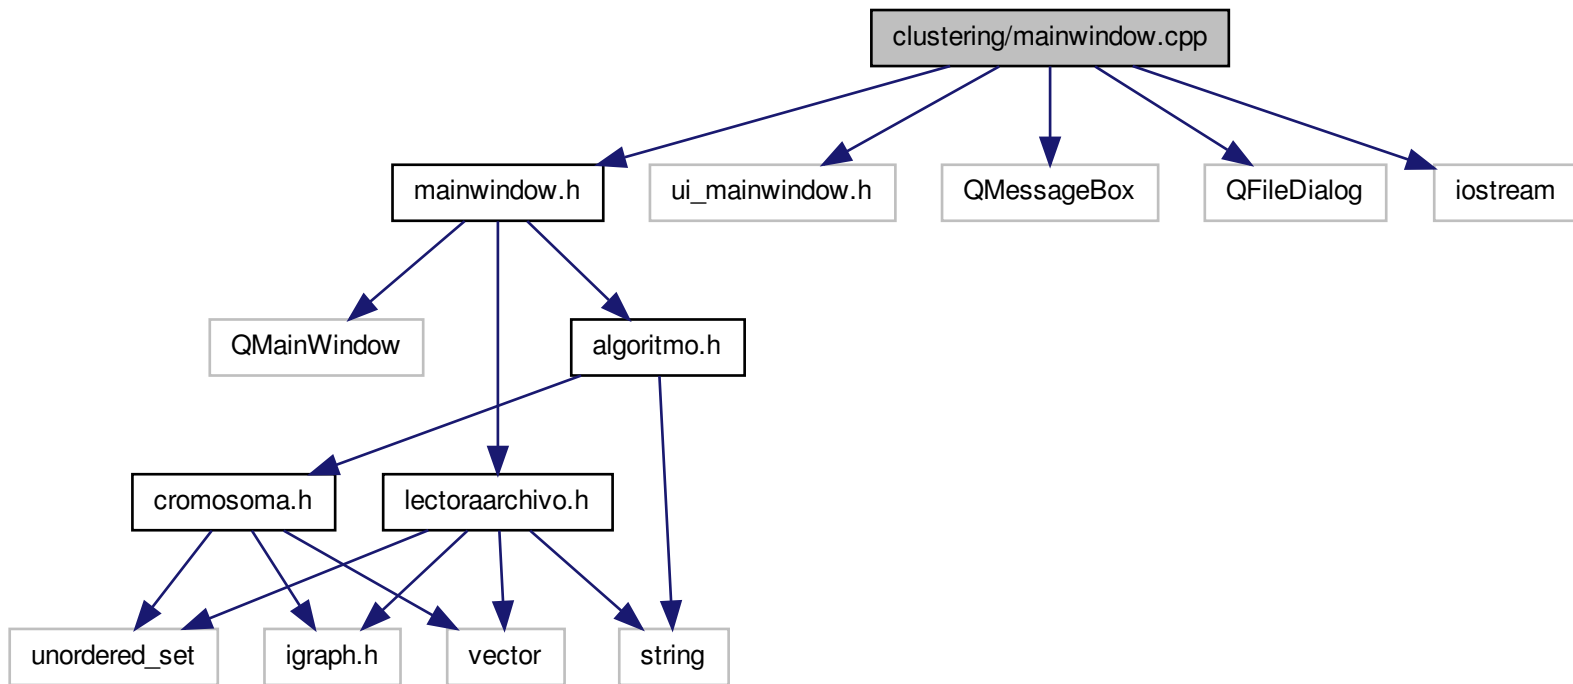 clustering/mainwindow.cpp
mainwindow.h
ui_mainwindow.h
QMessageBox
QFileDialog
iostream
QMainWindow
algoritmo.h
cromosoma.h
lectoraarchivo.h
unordered_set
igraph.h
vector
string